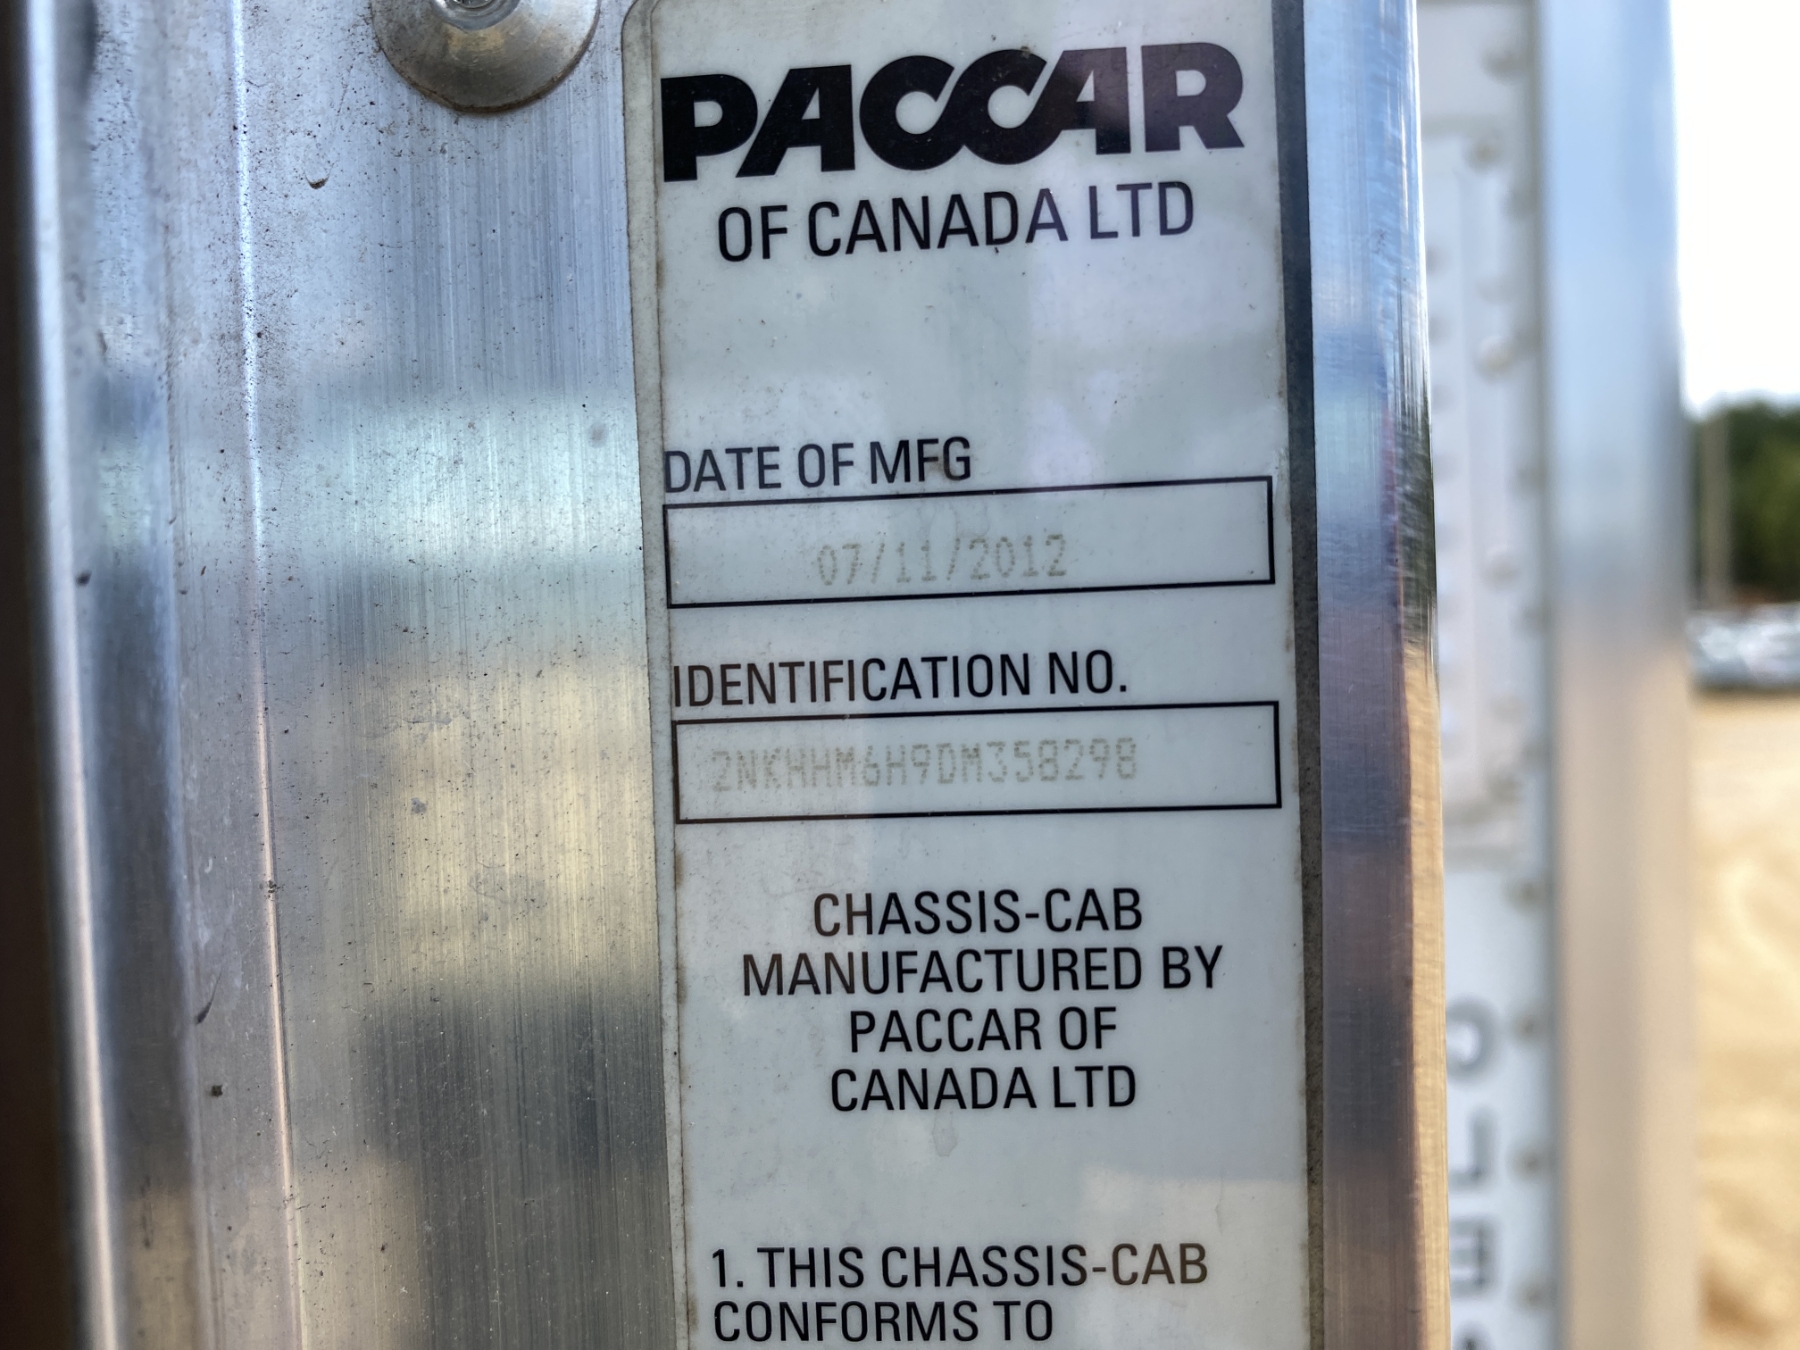 PACCAR
OF CANADA LTD
DATE OF MFG
07/11/2012
IDENTIFICATION NO.
2NKHHM6H9DM358298
CHASSIS-CAB
MANUFACTURED BY
PACCAR OF
CANADA LTD
1. THIS CHASSIS-CAB
CONFORMS TO